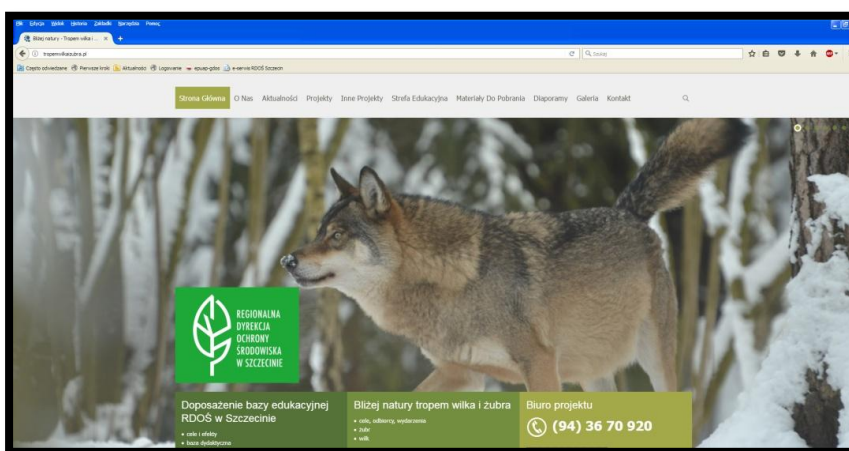 Plik Edycja Widok Historia Zakładki Narzędzia Pomoc
Bliżej natury - Tropem wilka i ...
tropemwilkaizubra.pl
Szukaj
Często odwiedzane Pierwsze kroki Aktualności Logowanie epuap-gdos e-serwis RDOŚ Szczecin
Strona Główna O Nas Aktualności Projekty Inne Projekty Strefa Edukacyjna Materiały Do Pobrania Diaporamy Galeria Kontakt
REGIONALNA
DYREKCJA
OCHRONY
ŚRODOWISKA
W SZCZECINIE
Doposażenie bazy edukacyjnej
RDOŚ w Szczecinie
• cele i efekty
• baza dydaktyczna
Bliżej natury tropem wilka i żubra
• cele, odbiorcy, wydarzenia
• żubr
• wilk
Biuro projektu
(94) 36 70 920